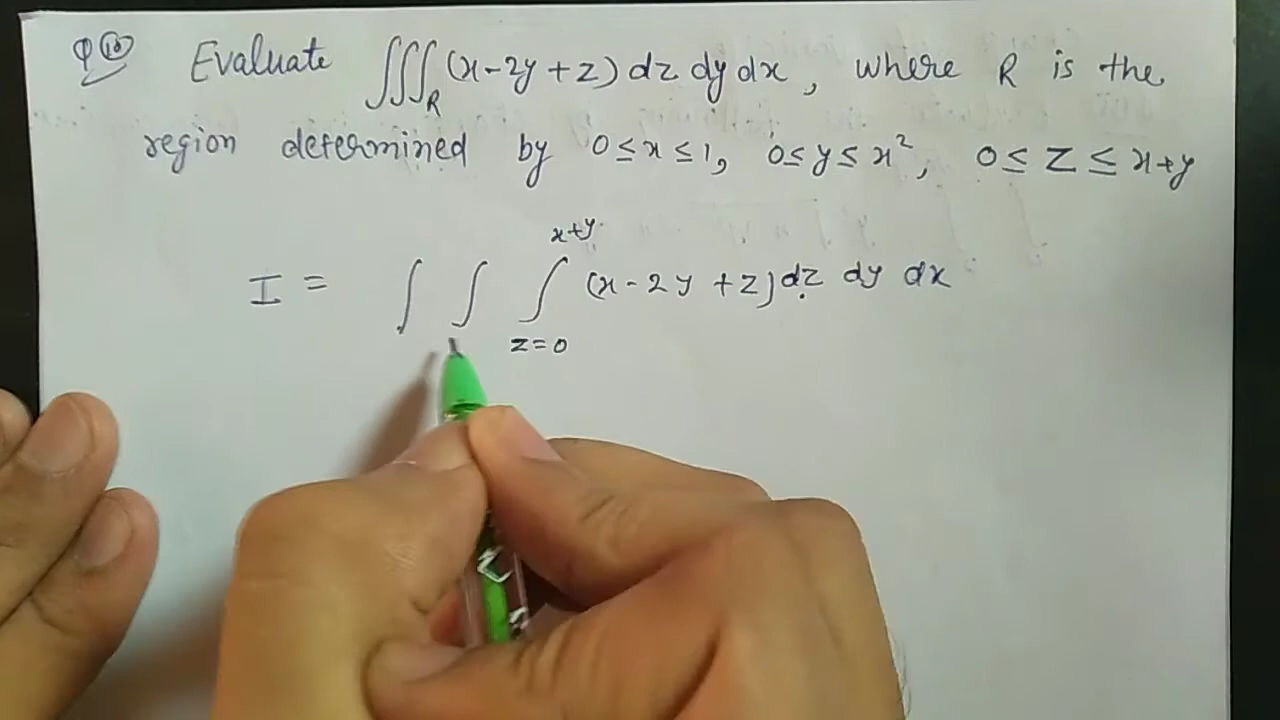 Q 10 Evaluate ∫∫∫_R (x-2y+z) dz dy dx, where R is the
region determined by 0≤x≤1, 0≤y≤x², 0≤z≤x+y
I = ∫ ∫ ∫_{z=0}^{x+y} (x-2y+z) dz dy dx